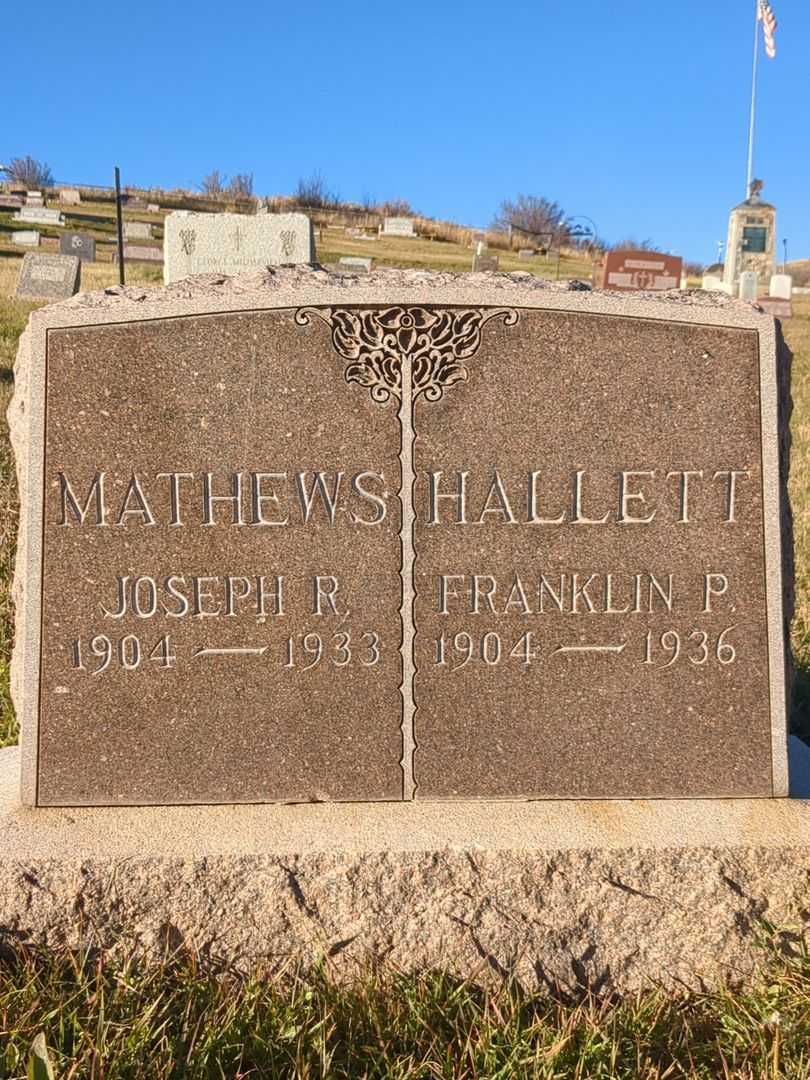 MATHEWS
JOSEPH R.
1904 — 1933
HALLETT
FRANKLIN P.
1904 — 1936